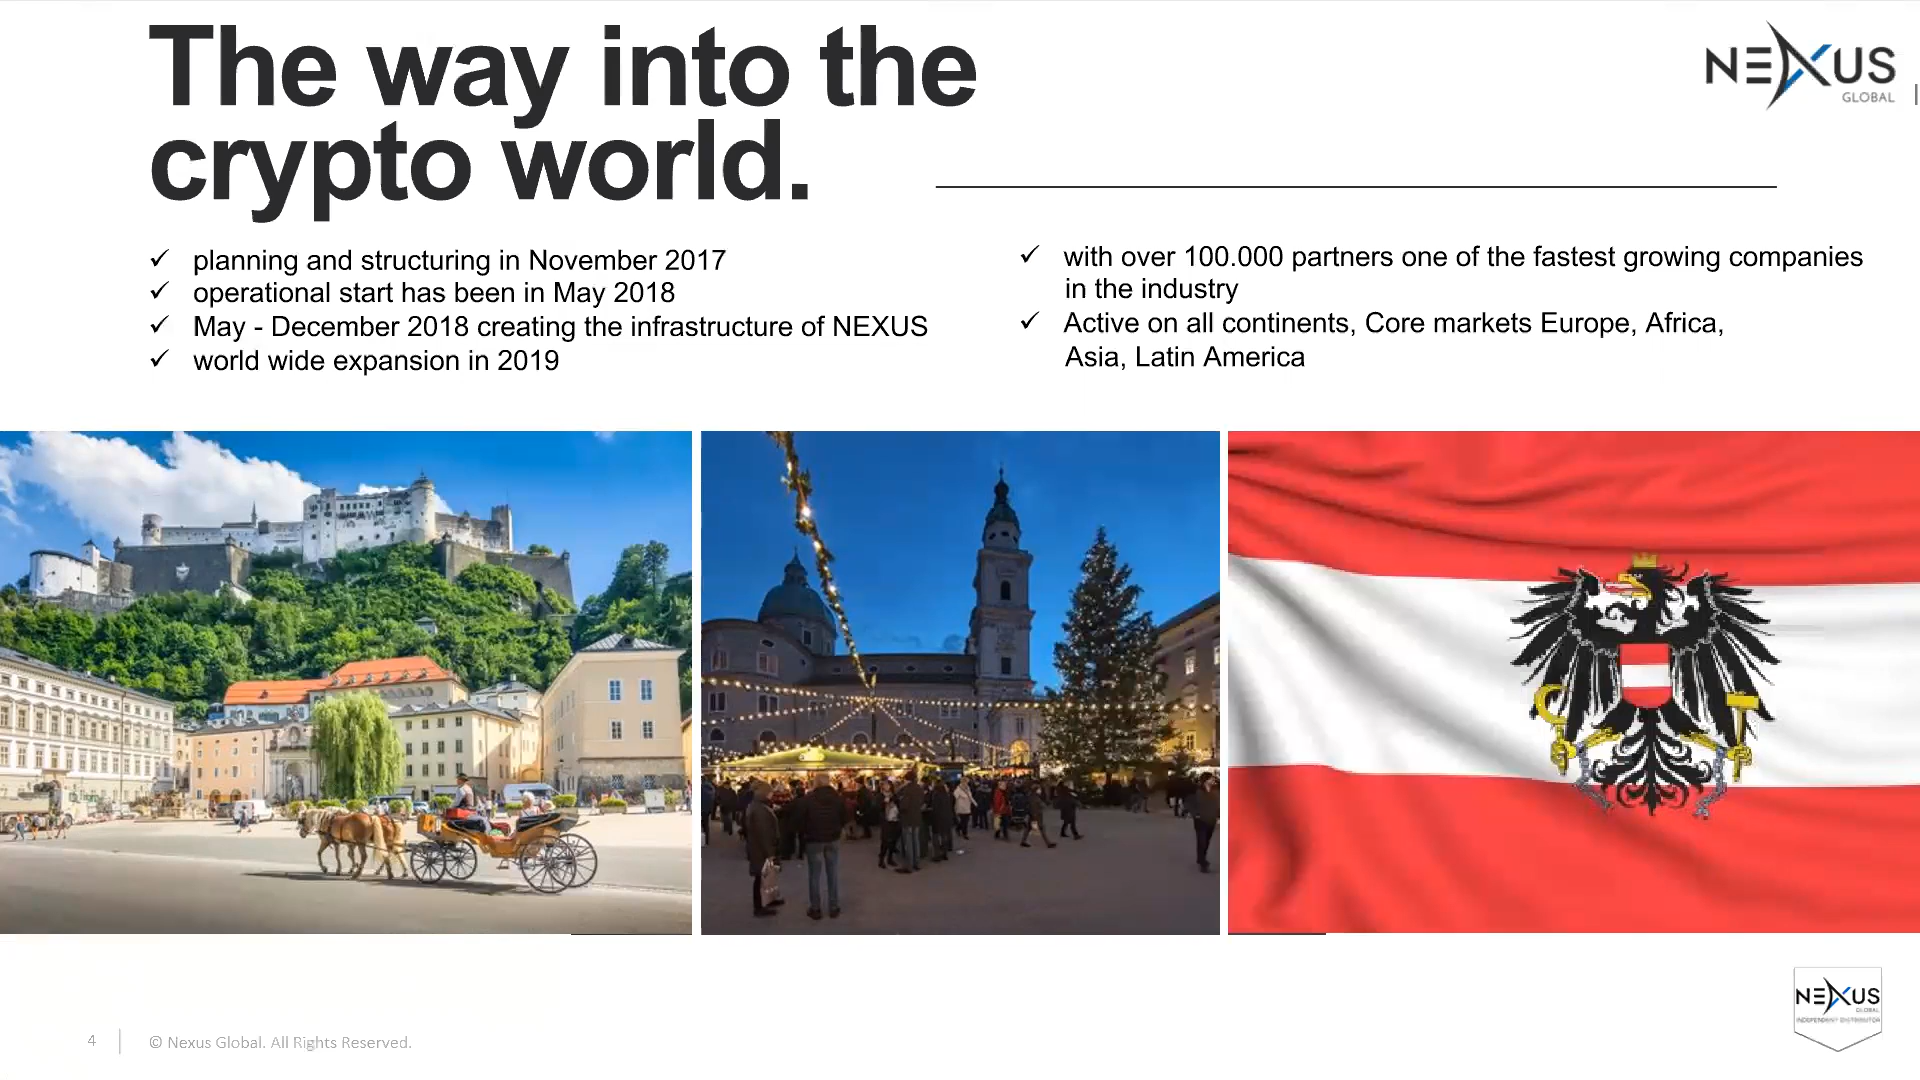 The way into the
crypto world.
NEXUS
GLOBAL
✓ planning and structuring in November 2017
✓ operational start has been in May 2018
✓ May - December 2018 creating the infrastructure of NEXUS
✓ world wide expansion in 2019
✓ with over 100.000 partners one of the fastest growing companies
in the industry
✓ Active on all continents, Core markets Europe, Africa,
Asia, Latin America
4
© Nexus Global. All Rights Reserved.
NEXUS
GLOBAL
INDEPENDENT DISTRIBUTOR